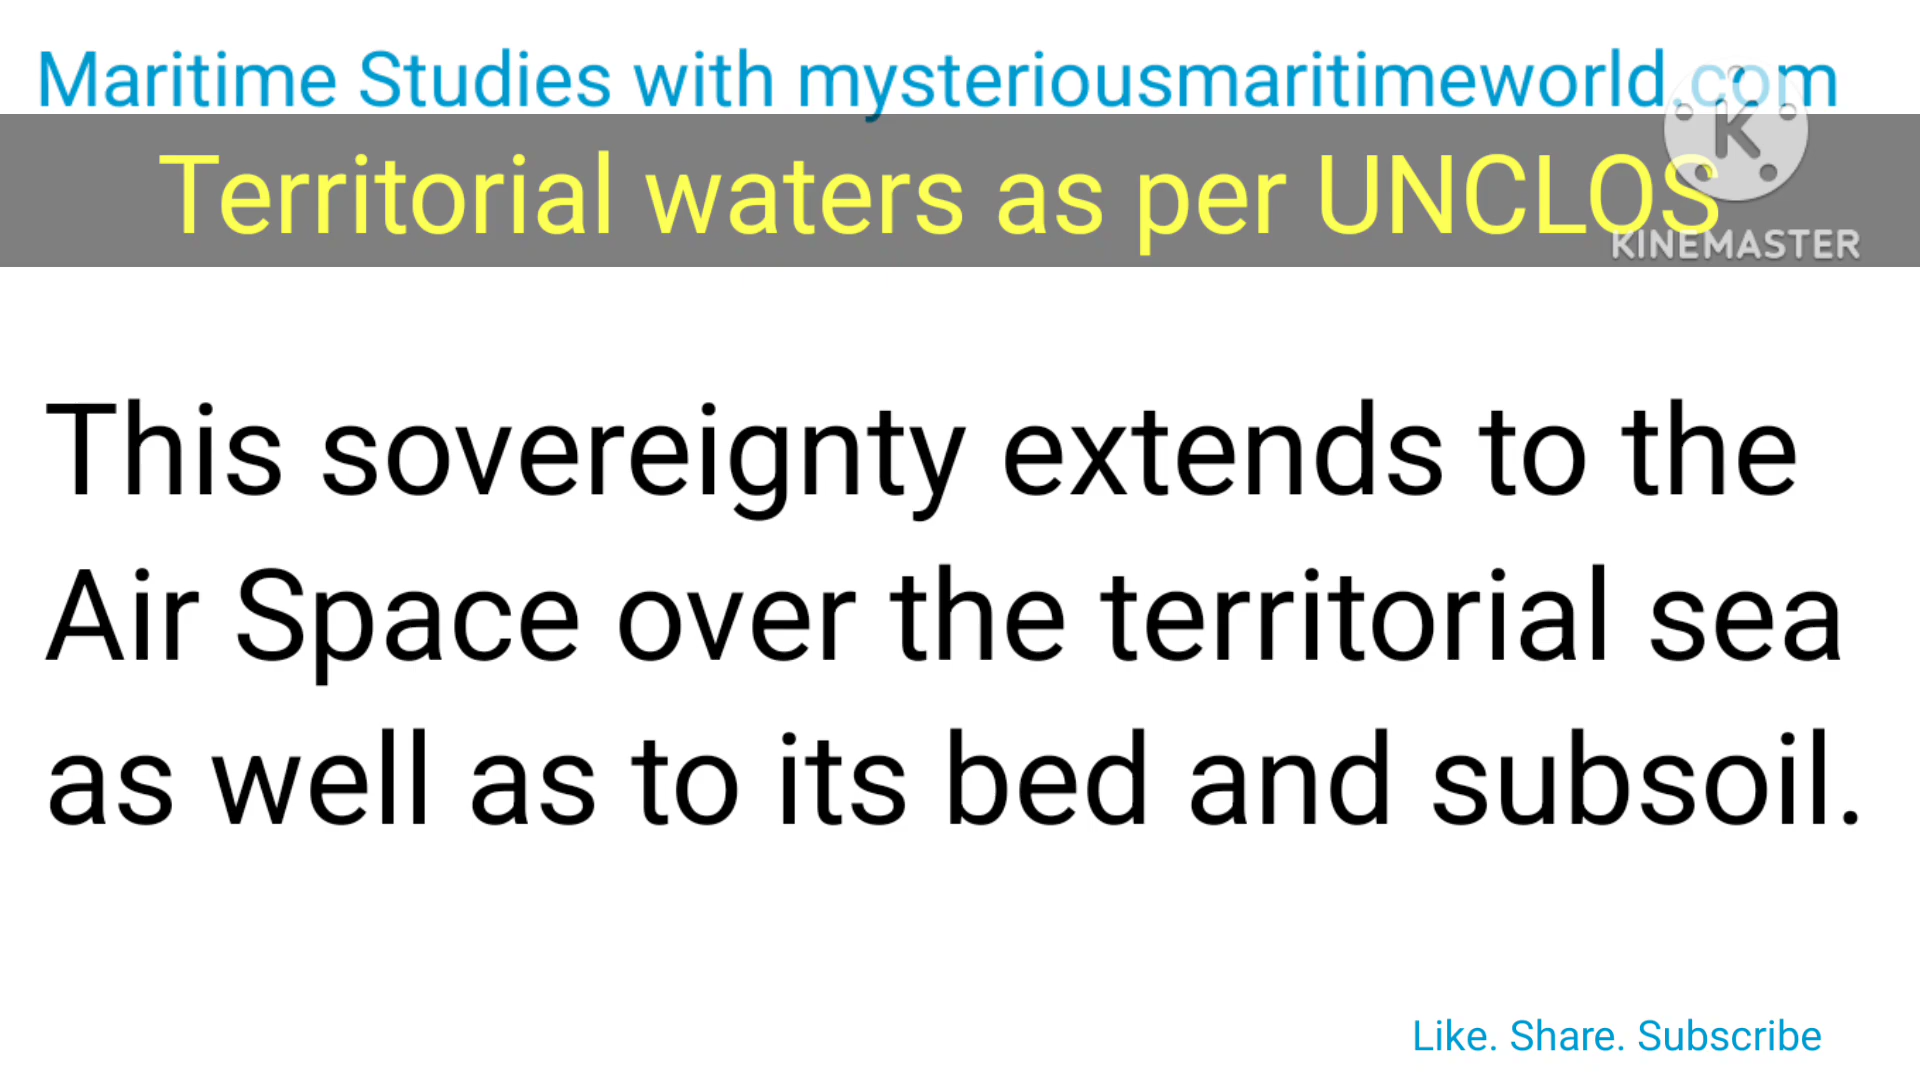 Maritime Studies with mysteriousmaritimeworld.com
Territorial waters as per UNCLOS
K
KINEMASTER
This sovereignty extends to the
Air Space over the territorial sea
as well as to its bed and subsoil.
Like. Share. Subscribe